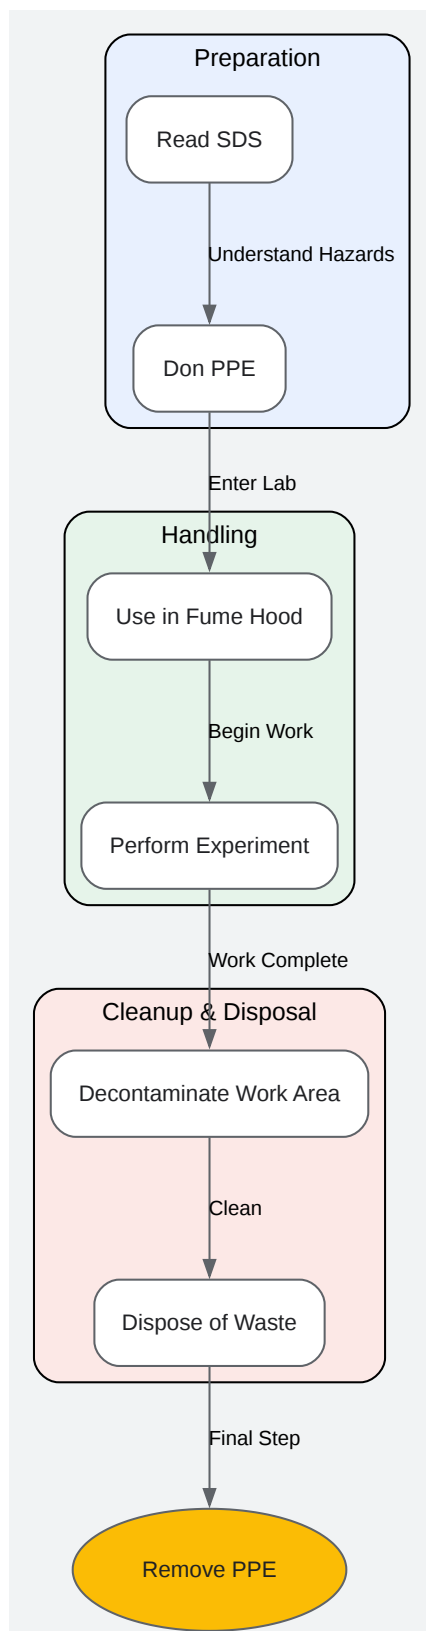 Preparation
Read SDS
Understand Hazards
Don PPE
Enter Lab
Handling
Use in Fume Hood
Begin Work
Perform Experiment
Work Complete
Cleanup & Disposal
Decontaminate Work Area
Clean
Dispose of Waste
Final Step
Remove PPE